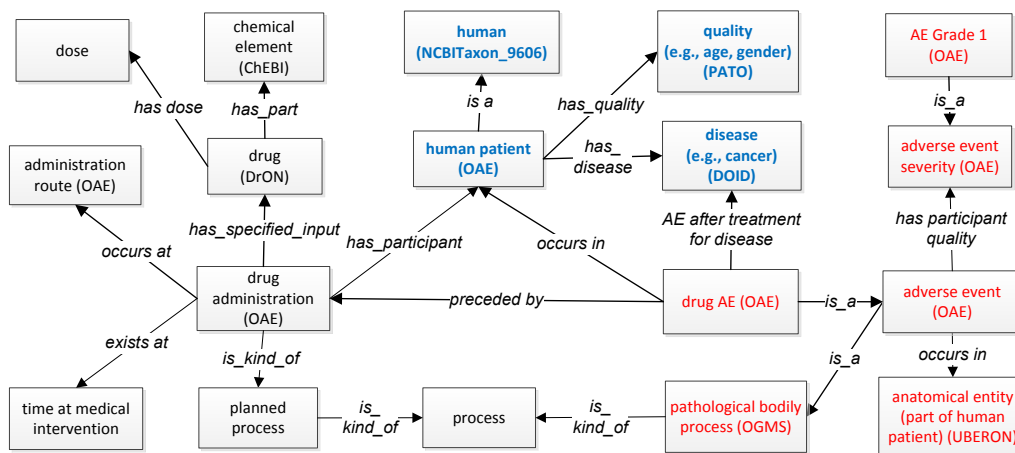 dose
chemical
element
(ChEBI)
human
(NCBITaxon_9606)
quality
(e.g., age, gender)
(PATO)
AE Grade 1
(OAE)
has dose
has_part
is a
has_quality
is_a
administration
route (OAE)
drug
(DrON)
human patient
(OAE)
has_
disease
disease
(e.g., cancer)
(DOID)
adverse event
severity (OAE)
occurs at
has_specified_input
has_participant
occurs in
AE after treatment
for disease
has participant
quality
drug
administration
(OAE)
preceded by
drug AE (OAE)
is_a
adverse event
(OAE)
exists at
is_kind_of
is_a
occurs in
time at medical
intervention
planned
process
is_
kind_of
process
is_
kind_of
pathological bodily
process (OGMS)
anatomical entity
(part of human
patient) (UBERON)